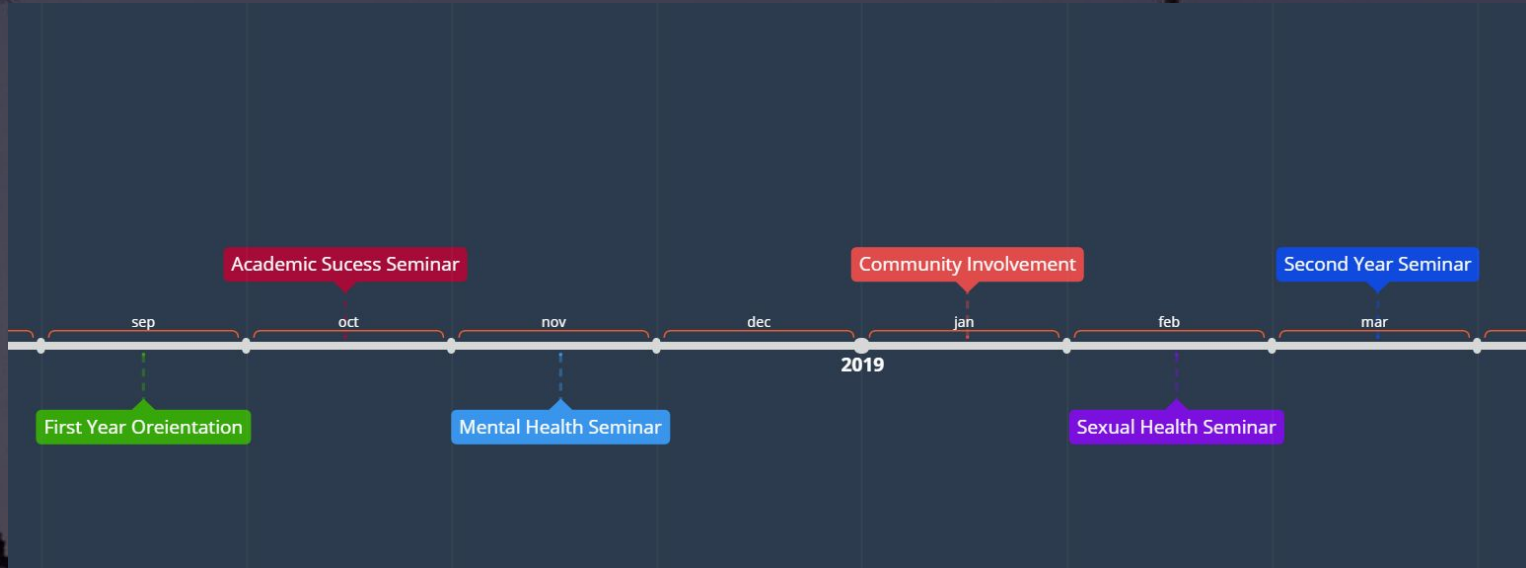 Academic Sucess Seminar
Community Involvement
Second Year Seminar
sep
oct
nov
dec
jan
feb
mar
2019
First Year Oreientation
Mental Health Seminar
Sexual Health Seminar